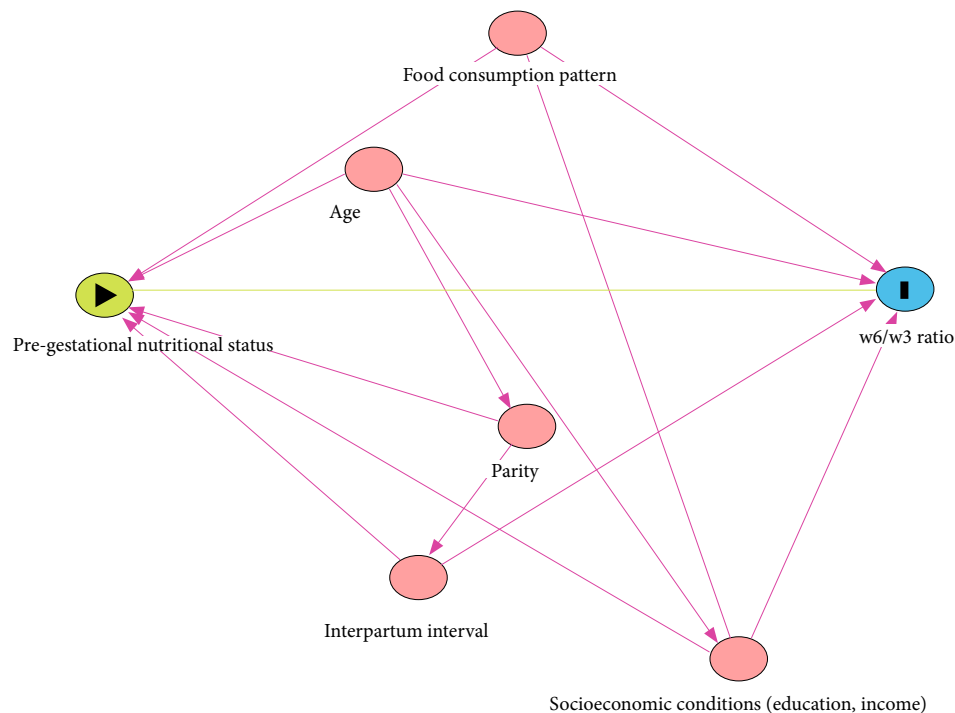 Food consumption pattern
Age
Pre-gestational nutritional status
w6/w3 ratio
Parity
Interpartum interval
Socioeconomic conditions (education, income)